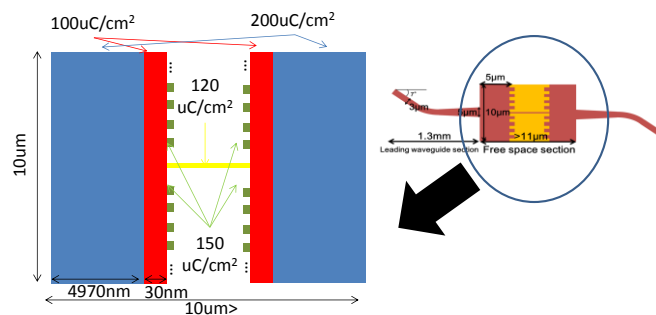 100uC/cm²
200uC/cm²
120
uC/cm²
10um
150
uC/cm²
4970nm
30nm
10um>
5μm
3μm
10μm
1.3mm
>11μm
Leading waveguide section
Free space section